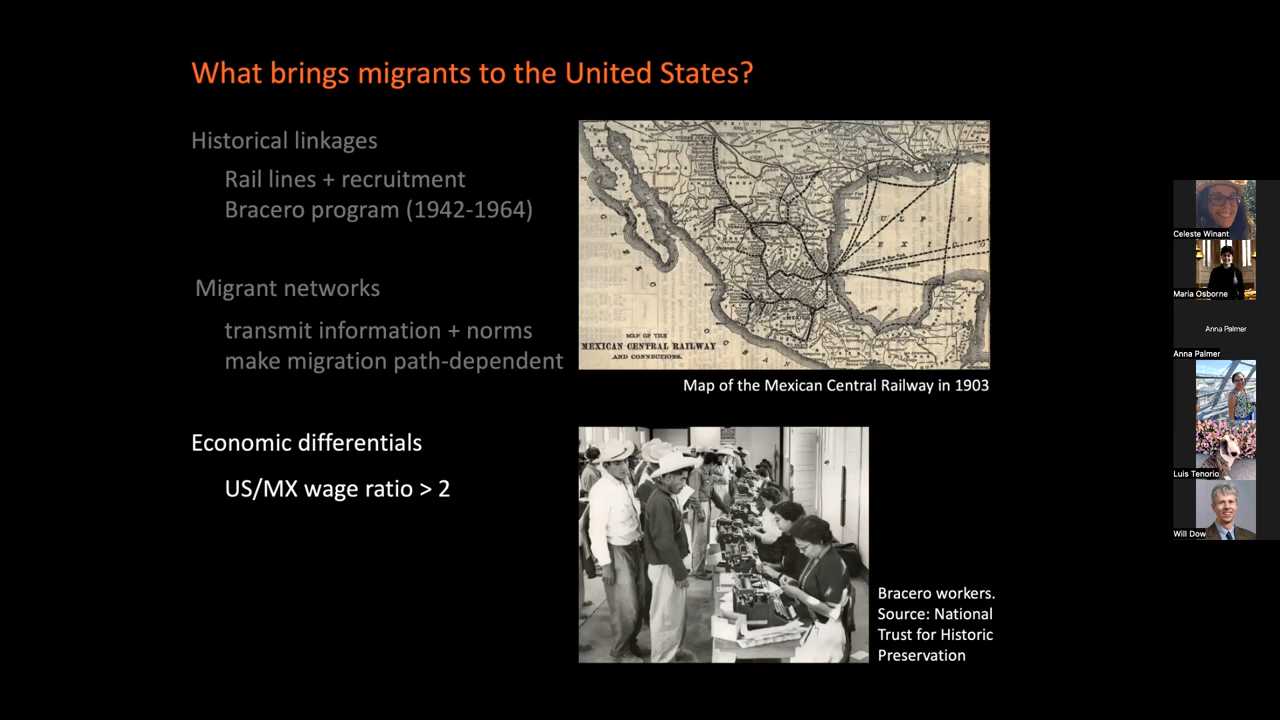 What brings migrants to the United States?
Historical linkages
Rail lines + recruitment
Bracero program (1942-1964)
Migrant networks
transmit information + norms
make migration path-dependent
Economic differentials
US/MX wage ratio > 2
MAP OF THE
MEXICAN CENTRAL RAILWAY
AND CONNECTIONS.
Map of the Mexican Central Railway in 1903
Bracero workers.
Source: National
Trust for Historic
Preservation
Celeste Winant
Maria Osborne
Anna Palmer
Anna Palmer
Luis Tenorio
Will Dow